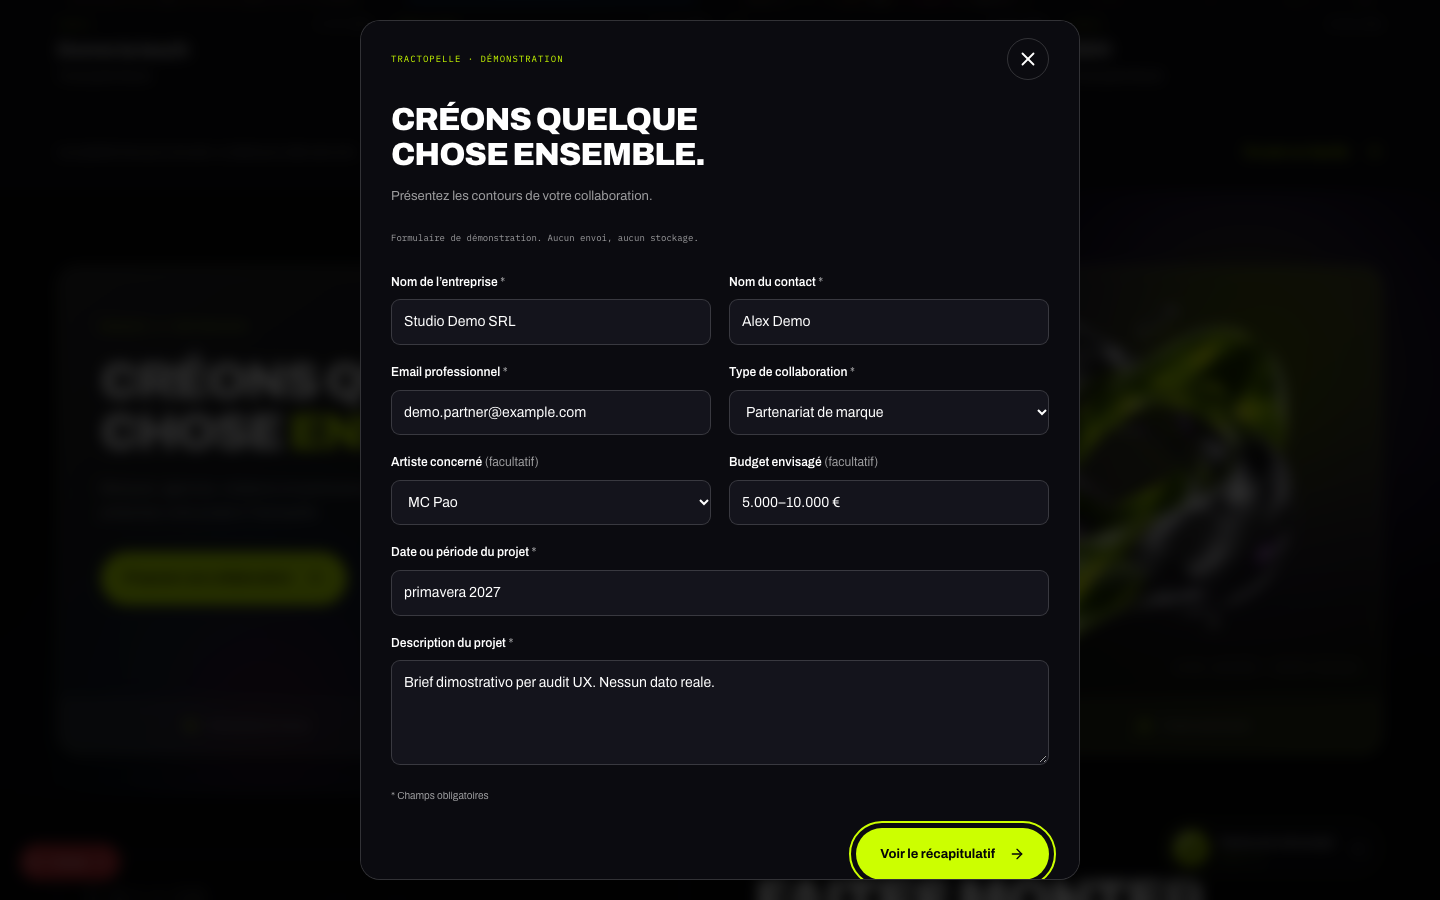 TRACTOPELLE · DÉMONSTRATION
CRÉONS QUELQUE
CHOSE ENSEMBLE.
Présentez les contours de votre collaboration.
Formulaire de démonstration. Aucun envoi, aucun stockage.
Nom de l’entreprise *
Nom du contact *
Studio Demo SRL
Alex Demo
Email professionnel *
Type de collaboration *
demo.partner@example.com
Partenariat de marque
Artiste concerné (facultatif)
Budget envisagé (facultatif)
MC Pao
5.000–10.000 €
Date ou période du projet *
primavera 2027
Description du projet *
Brief dimostrativo per audit UX. Nessun dato reale.
* Champs obligatoires
Voir le récapitulatif
CRÉONS Q
CHOSE EN